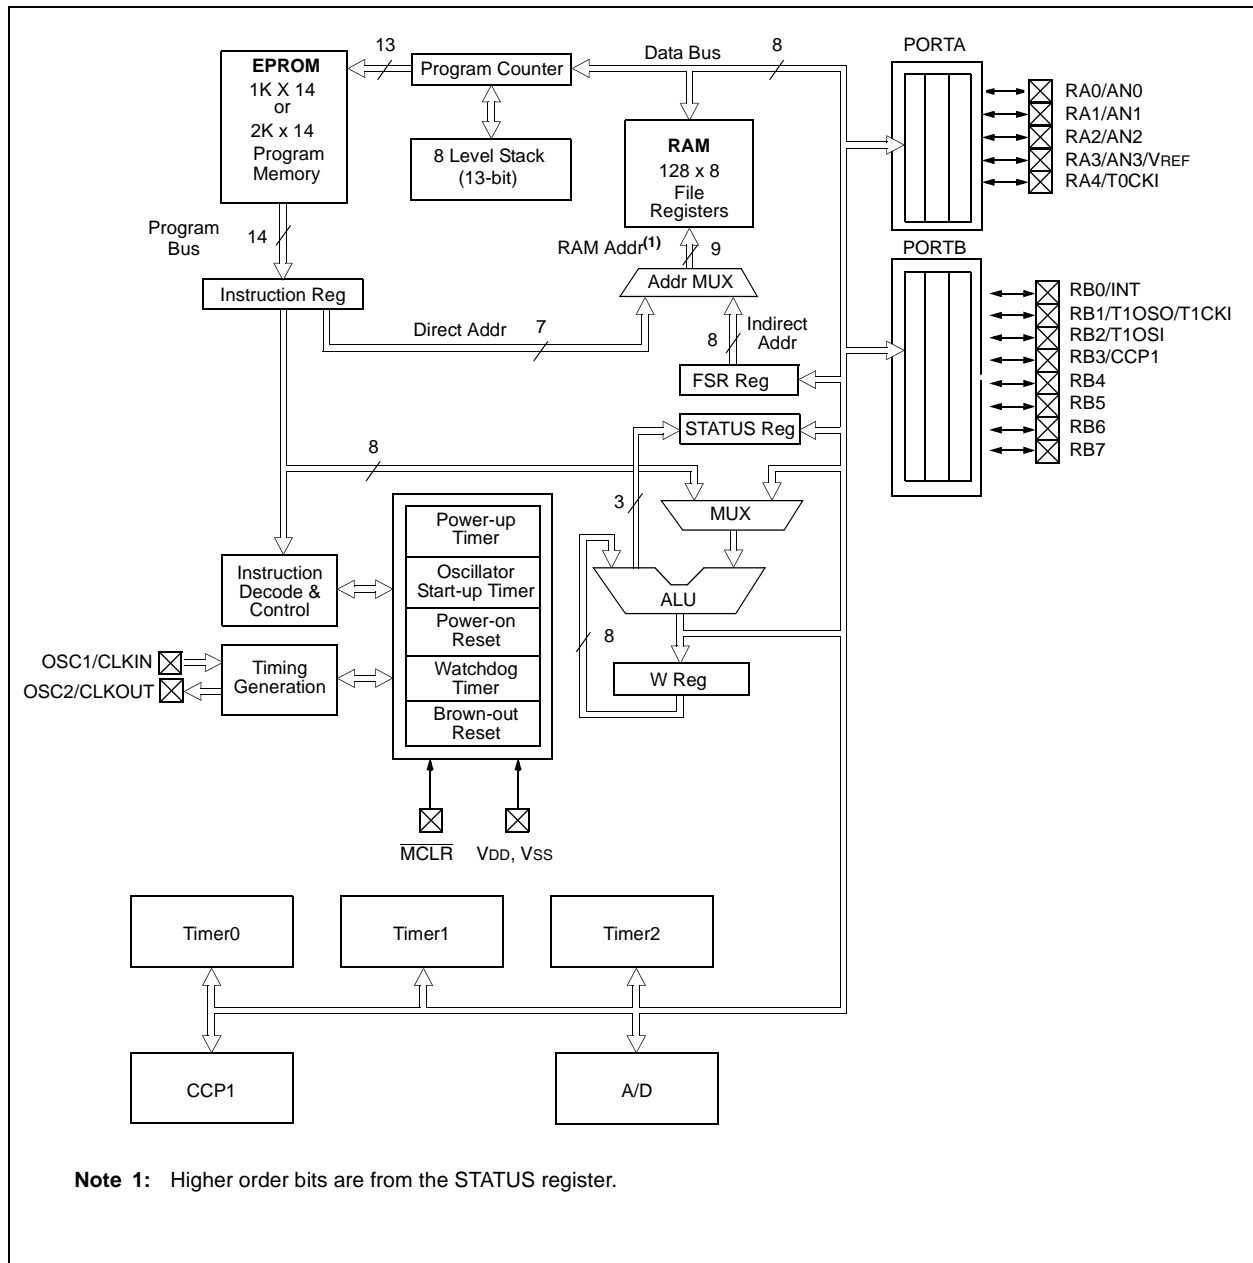 13
Data Bus
8
PORTA
EPROM
1K X 14
or
2K x 14
Program
Memory
Program Counter
8 Level Stack
(13-bit)
RAM
128 x 8
File
Registers
RA0/AN0
RA1/AN1
RA2/AN2
RA3/AN3/VREF
RA4/T0CKI
Program
Bus
14
RAM Addr(1)
9
PORTB
Instruction Reg
Addr MUX
Direct Addr
7
8
Indirect
Addr
FSR Reg
STATUS Reg
RB0/INT
RB1/T1OSO/T1CKI
RB2/T1OSI
RB3/CCP1
RB4
RB5
RB6
RB7
8
3
MUX
Power-up
Timer
Oscillator
Start-up Timer
Power-on
Reset
Watchdog
Timer
Brown-out
Reset
Instruction
Decode &
Control
ALU
8
W Reg
OSC1/CLKIN
OSC2/CLKOUT
Timing
Generation
MCLR
VDD, VSS
Timer0
Timer1
Timer2
CCP1
A/D
Note 1: Higher order bits are from the STATUS register.